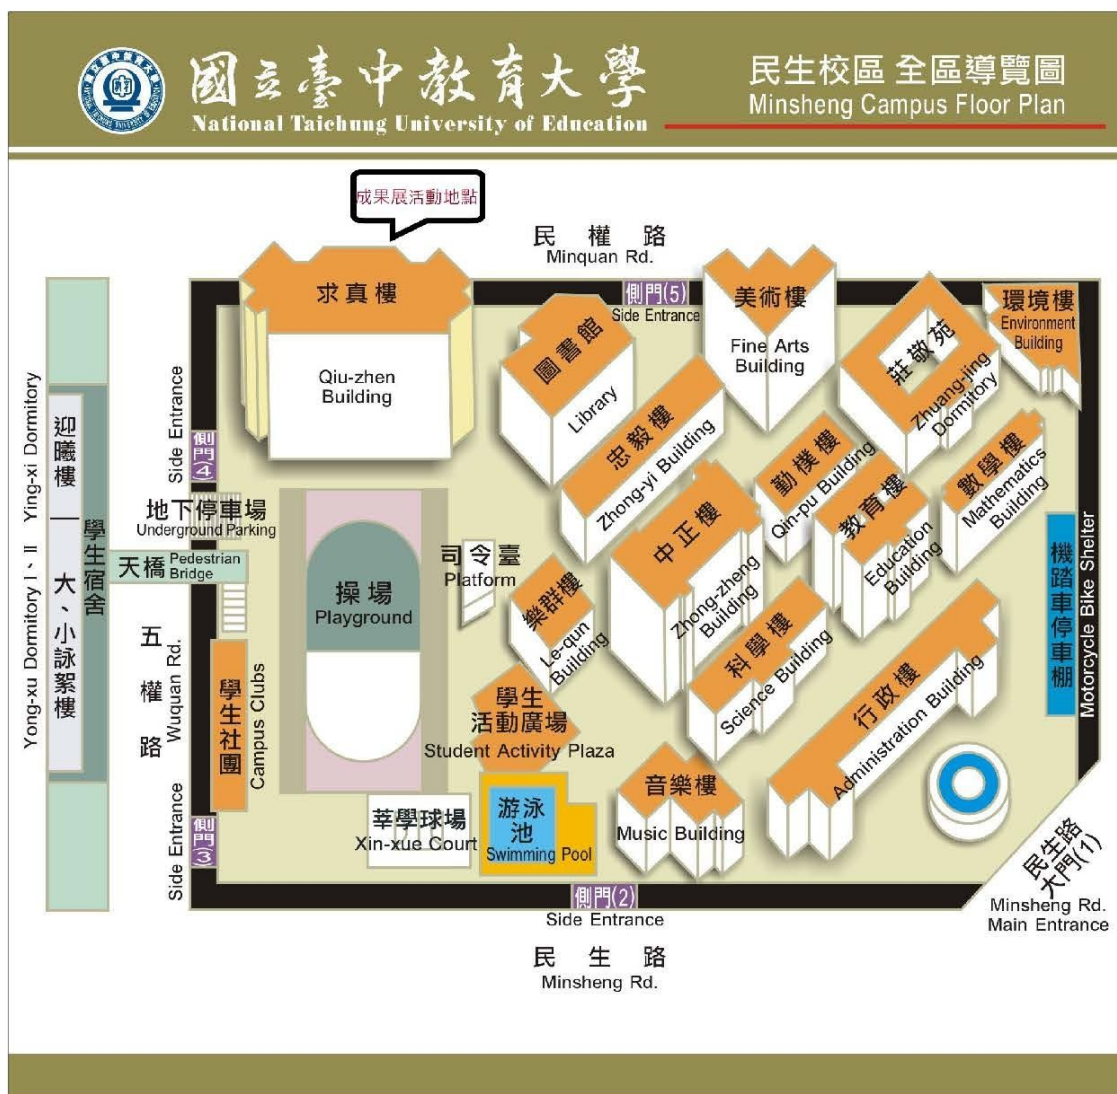 國立臺中教育大學
National Taichung University of Education
民生校區 全區導覽圖
Minsheng Campus Floor Plan
成果展活動地點
民權路
Minquan Rd.
側門(5)
Side Entrance
求真樓
Qiu-zhen
Building
圖書館
Library
美術樓
Fine Arts
Building
莊敬苑
Zhuang-jing
Dormitory
環境樓
Environment
Building
忠毅樓
Zhong-yi Building
勤樸樓
Qin-pu Building
數學樓
Mathematics
Building
教育樓
Education
Building
中正樓
Zhong-zheng
Building
Side Entrance
側門(4)
迎曦樓
大、小詠絮樓
Ying-xi Dormitory
Yong-xu Dormitory I、II
學生宿舍
地下停車場
Underground Parking
天橋
Pedestrian
Bridge
五權路
Wuquan Rd.
操場
Playground
司令臺
Platform
樂群樓
Le-qun
Building
科學樓
Science Building
行政樓
Administration Building
機踏車停車棚
Motorcycle Bike Shelter
學生社團
Campus Clubs
學生
活動廣場
Student Activity Plaza
音樂樓
Music Building
莘學球場
Xin-xue Court
游泳
池
Swimming Pool
Side Entrance
側門(3)
側門(2)
Side Entrance
民生路
大門(1)
Minsheng Rd.
Main Entrance
民生路
Minsheng Rd.